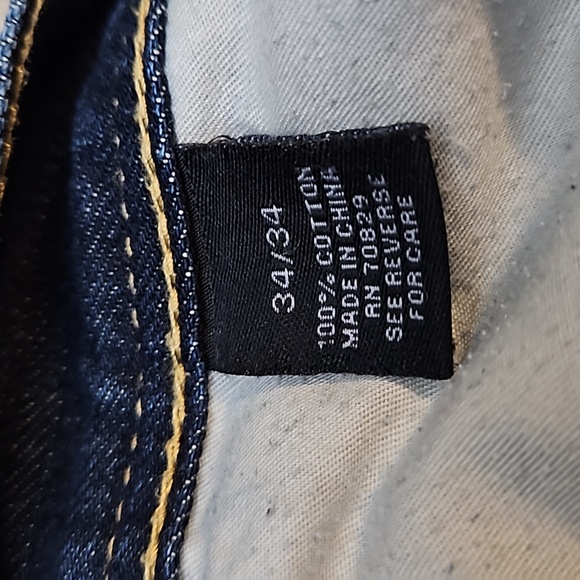 34/34
100% COTTON
MADE IN CHINA
RN 70829
SEE REVERSE
FOR CARE